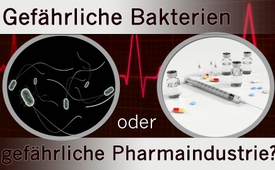 Gefährliche Bakterien
oder
gefährliche Pharmaindustrie?